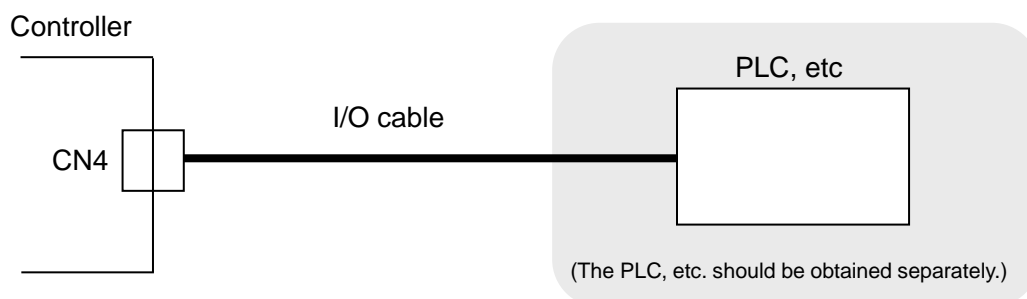 Controller
PLC, etc
I/O cable
CN4
(The PLC, etc. should be obtained separately.)